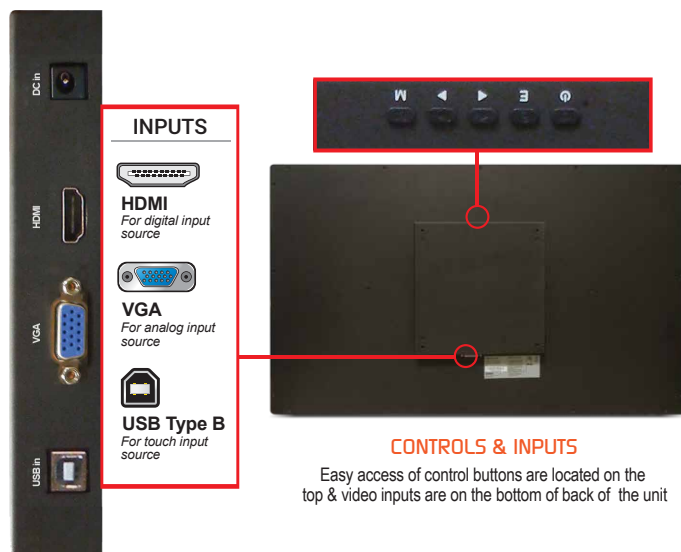 DC in
HDMI
VGA
USB in
INPUTS
HDMI
For digital input
source
VGA
For analog input
source
USB Type B
For touch input
source
M
E
CONTROLS & INPUTS
Easy access of control buttons are located on the
top & video inputs are on the bottom of back of the unit